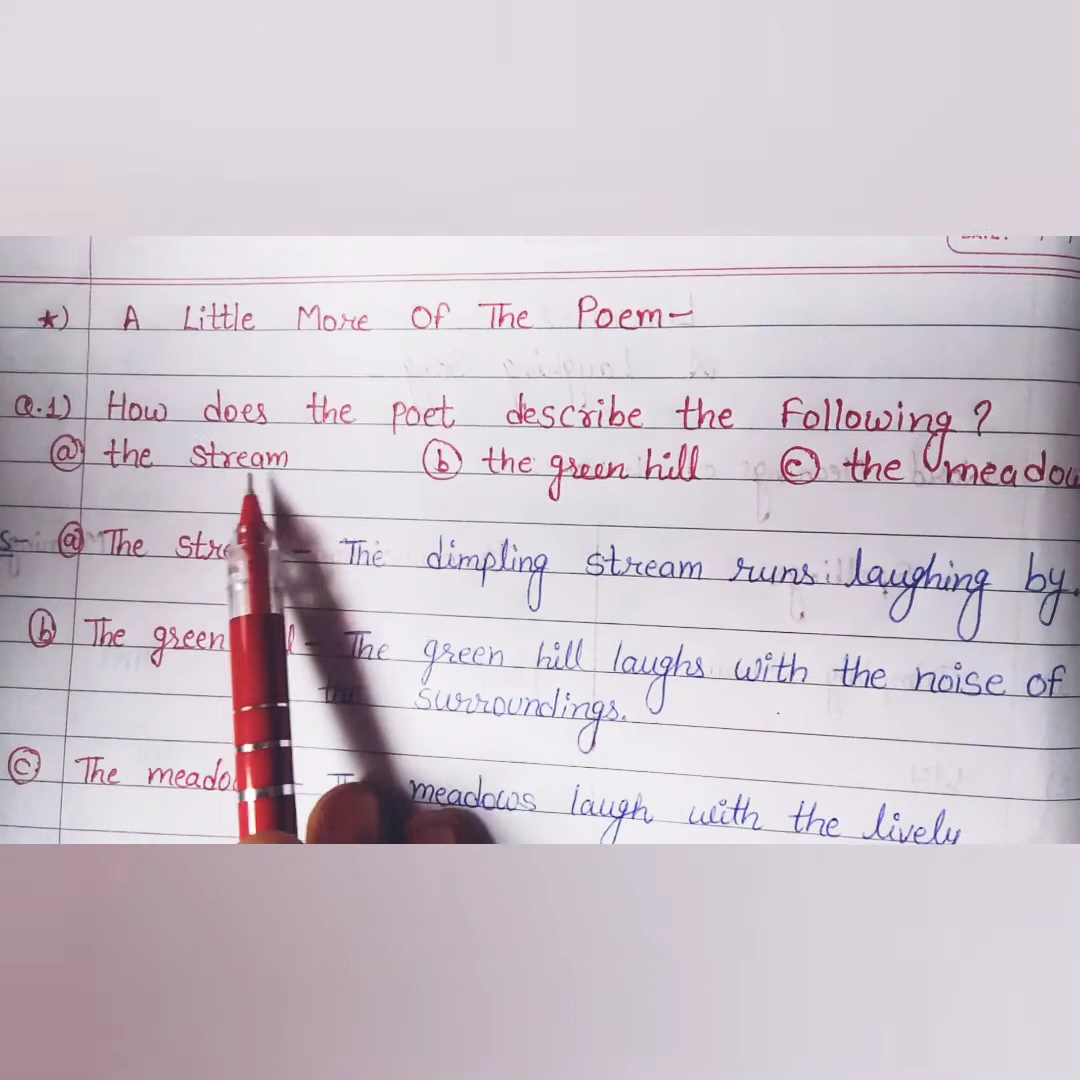 ★) A Little More Of The Poem-
Q.1) How does the poet describe the following?
ⓐ the stream ⓑ the green hill ⓒ the meadow
ⓐ The stre - The dimpling stream runs laughing by.
ⓑ The green - The green hill laughs with the noise of
surroundings.
ⓒ The meado - meadows laugh with the lively